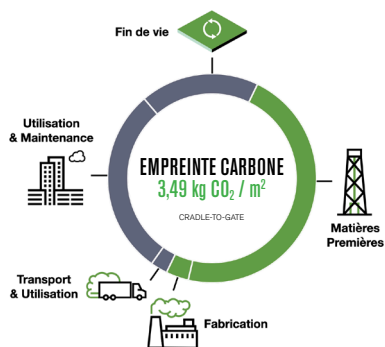 Fin de vie
Utilisation
& Maintenance
EMPREINTE CARBONE
3,49 kg CO₂ / m²
CRADLE-TO-GATE
Matières
Premières
Transport
& Utilisation
Fabrication